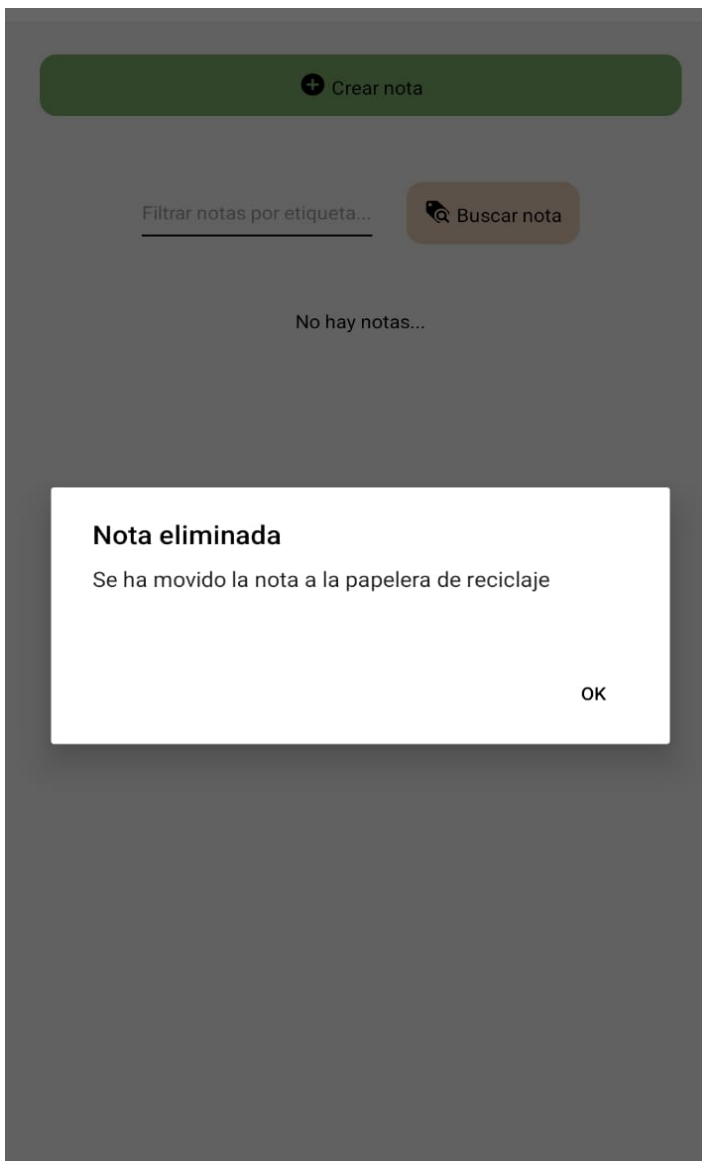 Crear nota
Filtrar notas por etiqueta...
Buscar nota
No hay notas...
Nota eliminada
Se ha movido la nota a la papelera de reciclaje
OK